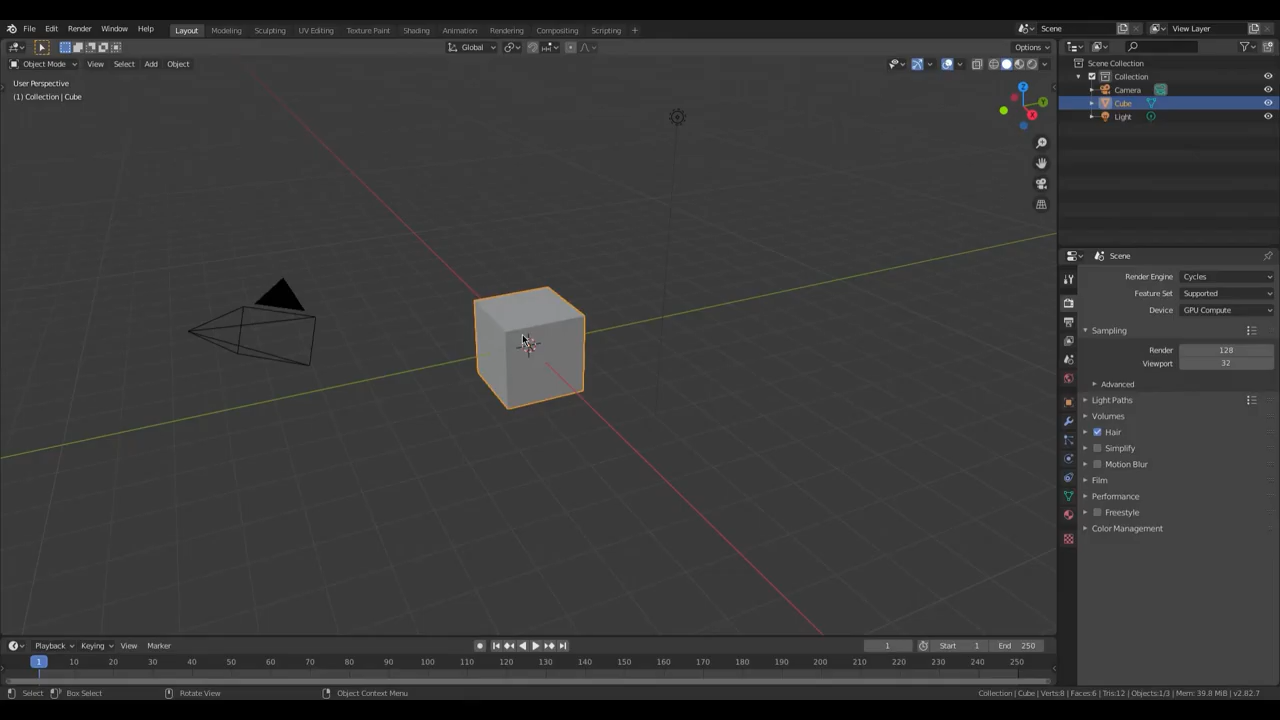 File Edit Render Window Help Layout Modeling Sculpting UV Editing Texture Paint Shading Animation Rendering Compositing Scripting + Scene View Layer
Global Options
Object Mode View Select Add Object
User Perspective
(1) Collection | Cube
Z
Y
X
Scene Collection
Collection
Camera
Cube
Light
Scene
Render Engine Cycles
Feature Set Supported
Device GPU Compute
Sampling
Render 128
Viewport 32
Advanced
Light Paths
Volumes
Hair
Simplify
Motion Blur
Film
Performance
Freestyle
Color Management
Playback Keying View Marker 1 Start 1 End 250
1 10 20 30 40 50 60 70 80 90 100 110 120 130 140 150 160 170 180 190 200 210 220 230 240 250
Select Box Select Rotate View Object Context Menu Collection | Cube | Verts:8 | Faces:6 | Tris:12 | Objects:1/3 | Mem: 39.8 MiB | v2.82.7